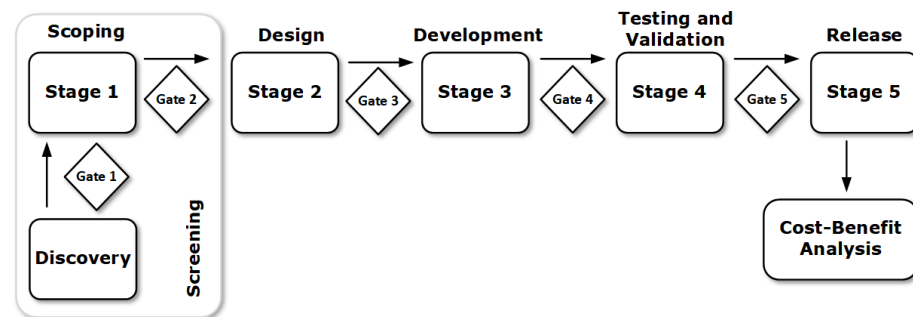 Scoping
Stage 1
Gate 2
Gate 1
Discovery
Screening
Design
Stage 2
Gate 3
Development
Stage 3
Gate 4
Testing and
Validation
Stage 4
Gate 5
Release
Stage 5
Cost-Benefit
Analysis